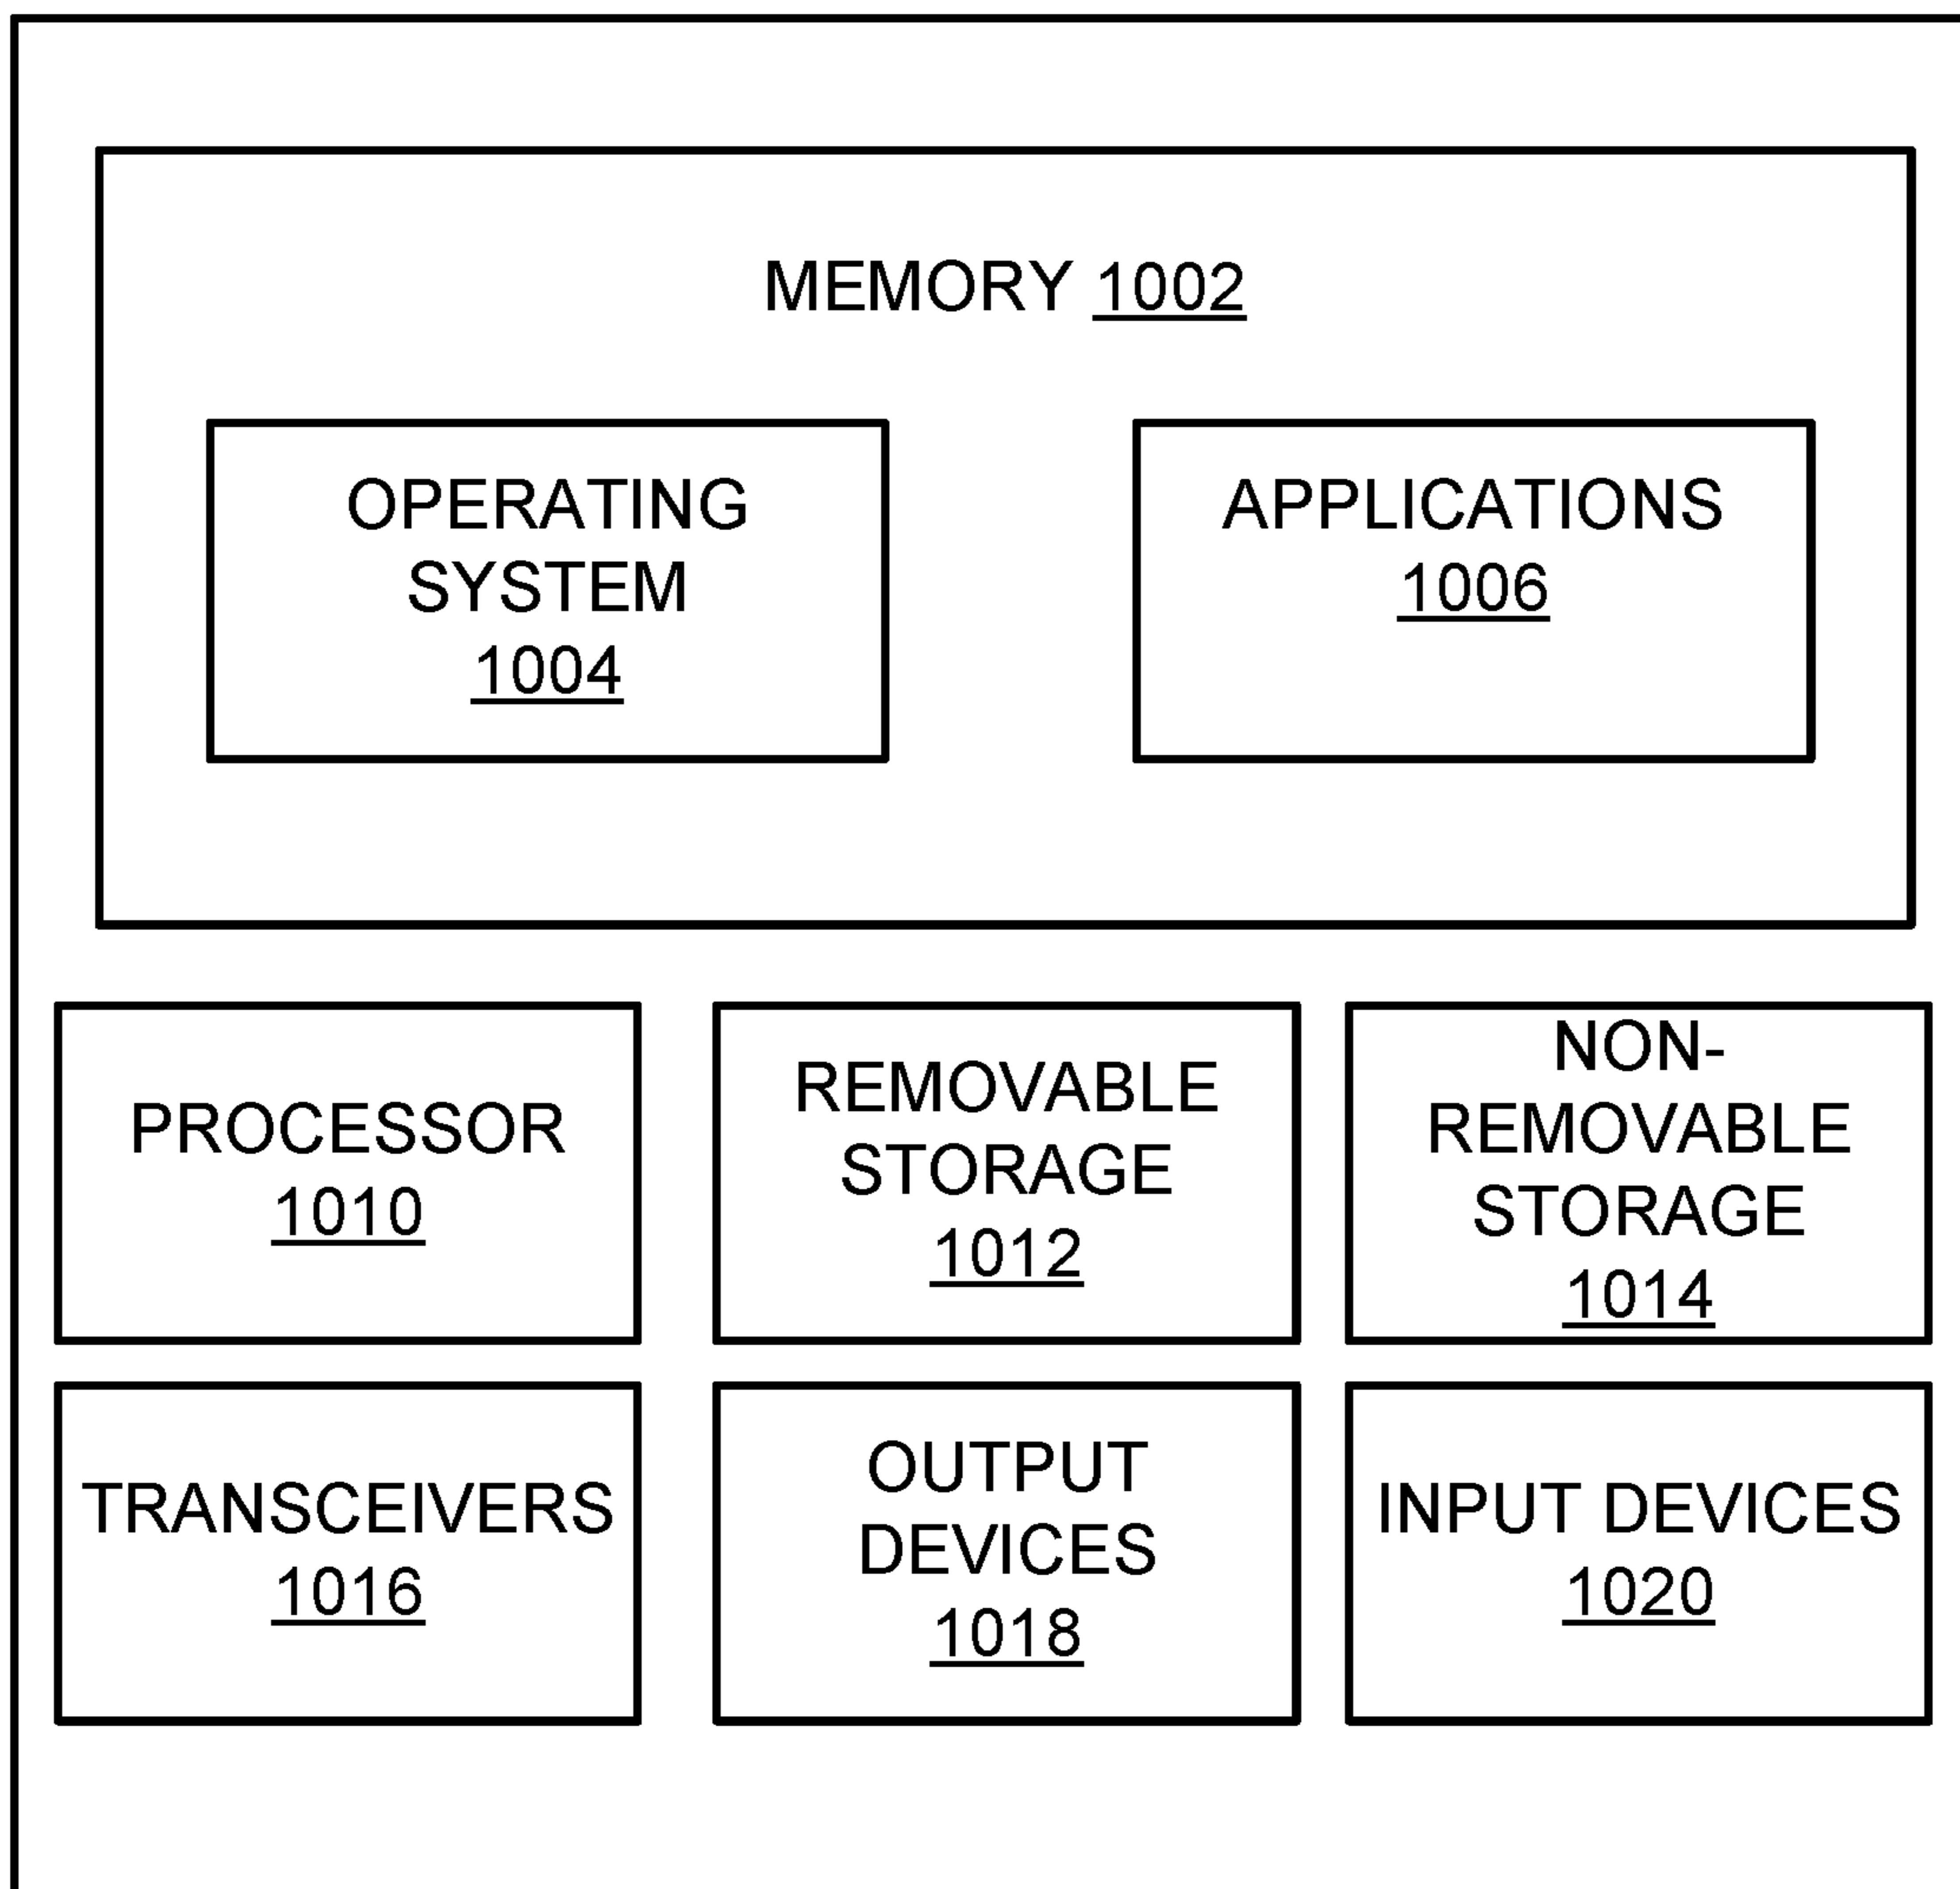 MEMORY 1002
OPERATING
SYSTEM
1004
APPLICATIONS
1006
PROCESSOR
1010
REMOVABLE
STORAGE
1012
NON-
REMOVABLE
STORAGE
1014
TRANSCEIVERS
1016
OUTPUT
DEVICES
1018
INPUT DEVICES
1020